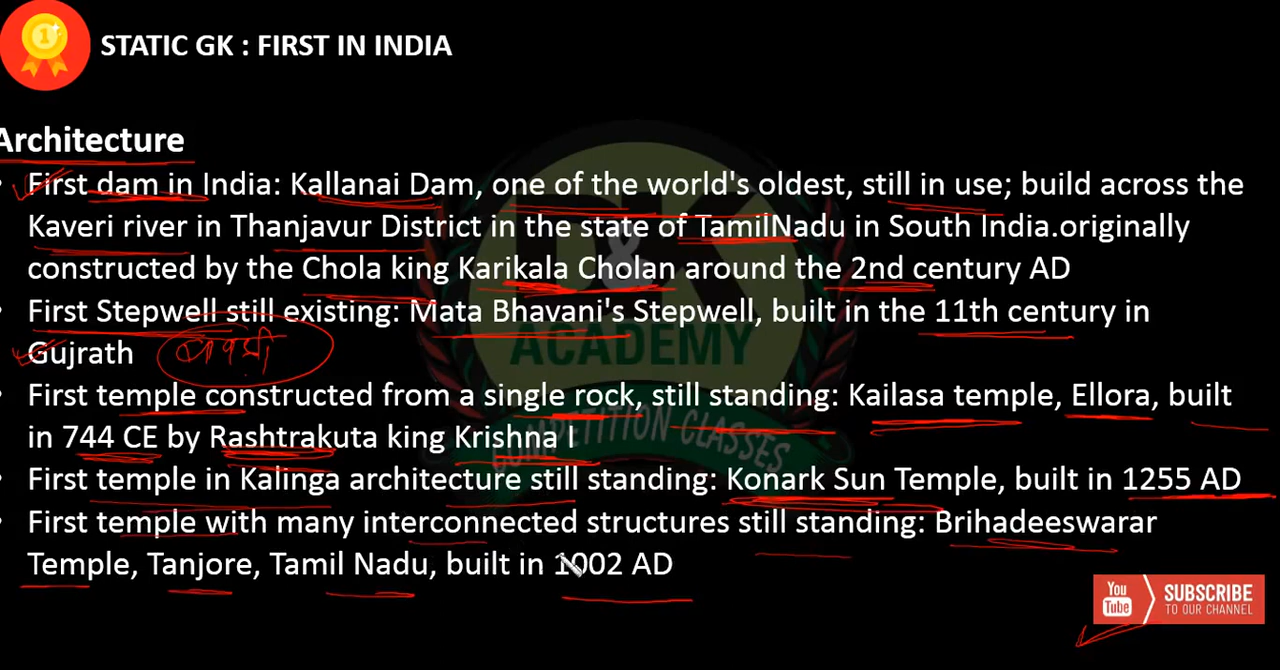 1
STATIC GK : FIRST IN INDIA
Architecture
• First dam in India: Kallanai Dam, one of the world's oldest, still in use; build across the
Kaveri river in Thanjavur District in the state of TamilNadu in South India.originally
constructed by the Chola king Karikala Cholan around the 2nd century AD
• First Stepwell still existing: Mata Bhavani's Stepwell, built in the 11th century in
Gujrath
• First temple constructed from a single rock, still standing: Kailasa temple, Ellora, built
in 744 CE by Rashtrakuta king Krishna I
• First temple in Kalinga architecture still standing: Konark Sun Temple, built in 1255 AD
• First temple with many interconnected structures still standing: Brihadeeswarar
Temple, Tanjore, Tamil Nadu, built in 1002 AD
&
ACADEMY
COMPETITION CLASSES
You
Tube
SUBSCRIBE
TO OUR CHANNEL